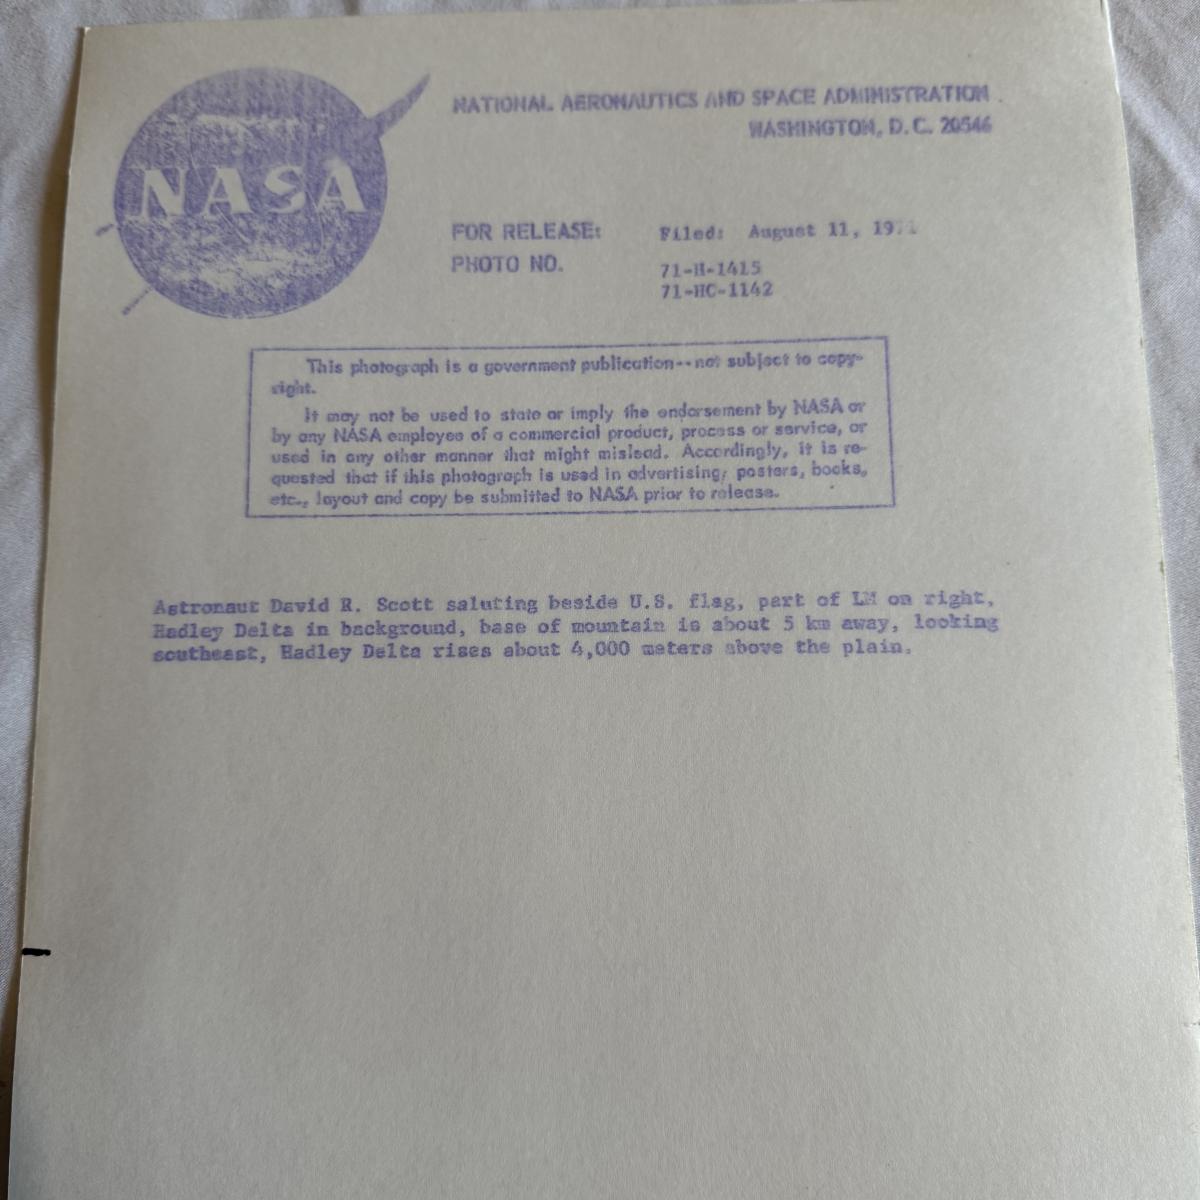 NASA
NATIONAL AERONAUTICS AND SPACE ADMINISTRATION
WASHINGTON, D.C. 20546
FOR RELEASE: Filed: August 11, 1971
PHOTO NO. 71-H-1415
71-HC-1142
This photograph is a government publication--not subject to copy-
right.
It may not be used to state or imply the endorsement by NASA or
by any NASA employee of a commercial product, process or service, or
used in any other manner that might mislead. Accordingly, it is re-
quested that if this photograph is used in advertising, posters, books,
etc., layout and copy be submitted to NASA prior to release.
Astronaut David R. Scott saluting beside U.S. flag, part of LM on right,
Hadley Delta in background, base of mountain is about 5 km away, looking
southeast, Hadley Delta rises about 4,000 meters above the plain.